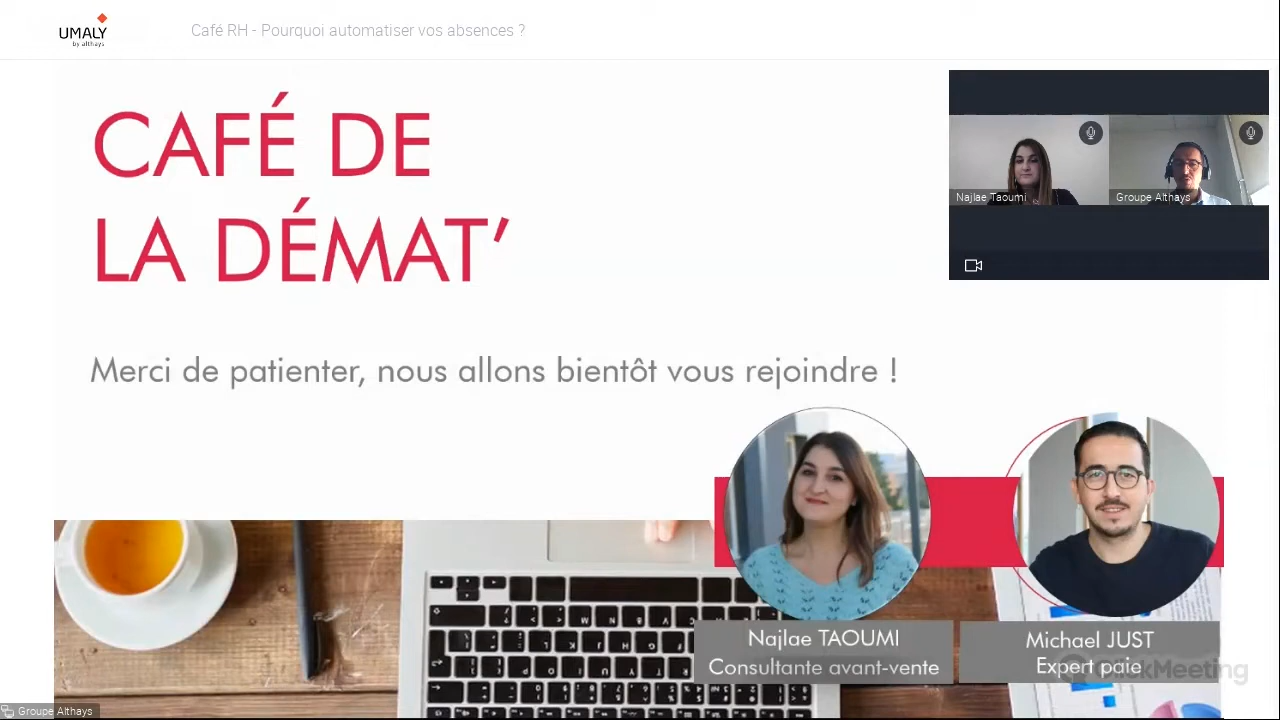 UMALY
by althays
Café RH - Pourquoi automatiser vos absences ?
CAFÉ DE
LA DÉMAT’
Najlae Taoumi
Groupe Althays
Merci de patienter, nous allons bientôt vous rejoindre !
Najlae TAOUMI
Consultante avant-vente
Michael JUST
Expert paie
ClickMeeting
Groupe Althays